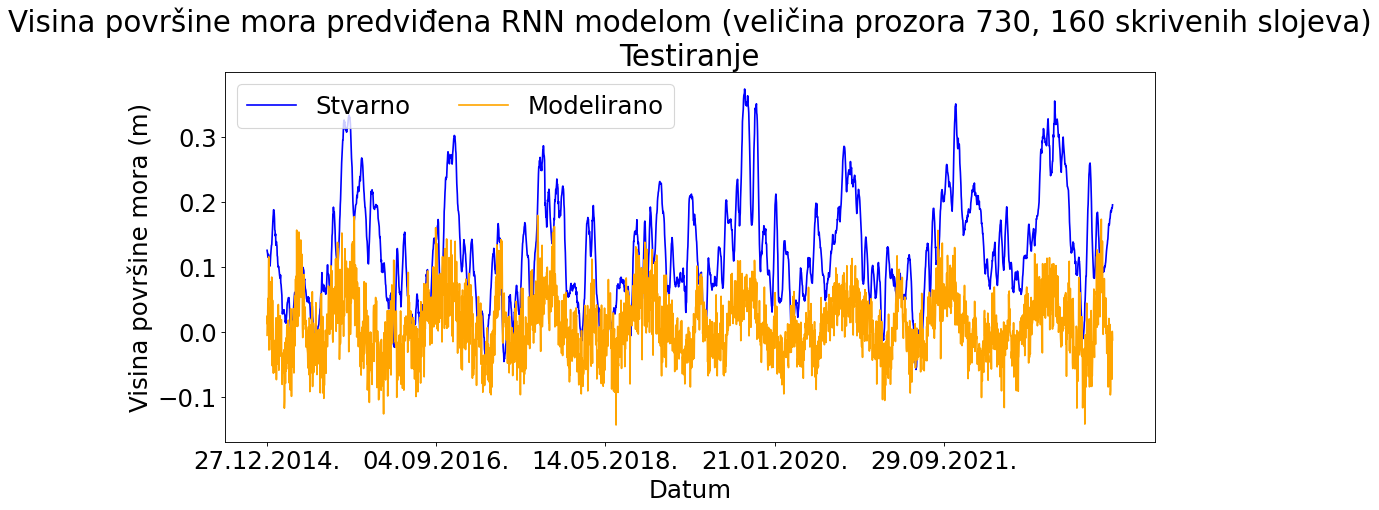 Visina površine mora predviđena RNN modelom (veličina prozora 730, 160 skrivenih slojeva)
Testiranje
Stvarno
Modelirano
Visina površine mora (m)
0.3
0.2
0.1
0.0
−0.1
27.12.2014.
04.09.2016.
14.05.2018.
21.01.2020.
29.09.2021.
Datum